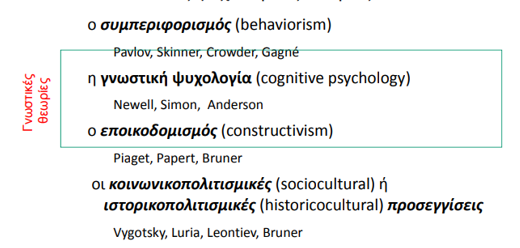 ο συμπεριφορισμός (behaviorism)
Pavlov, Skinner, Crowder, Gagné
Γνωστικές
θεωρίες
η γνωστική ψυχολογία (cognitive psychology)
Newell, Simon, Anderson
ο εποικοδομισμός (constructivism)
Piaget, Papert, Bruner
οι κοινωνικοπολιτισμικές (sociocultural) ή
ιστορικοπολιτισμικές (historicocultural) προσεγγίσεις
Vygotsky, Luria, Leontiev, Bruner